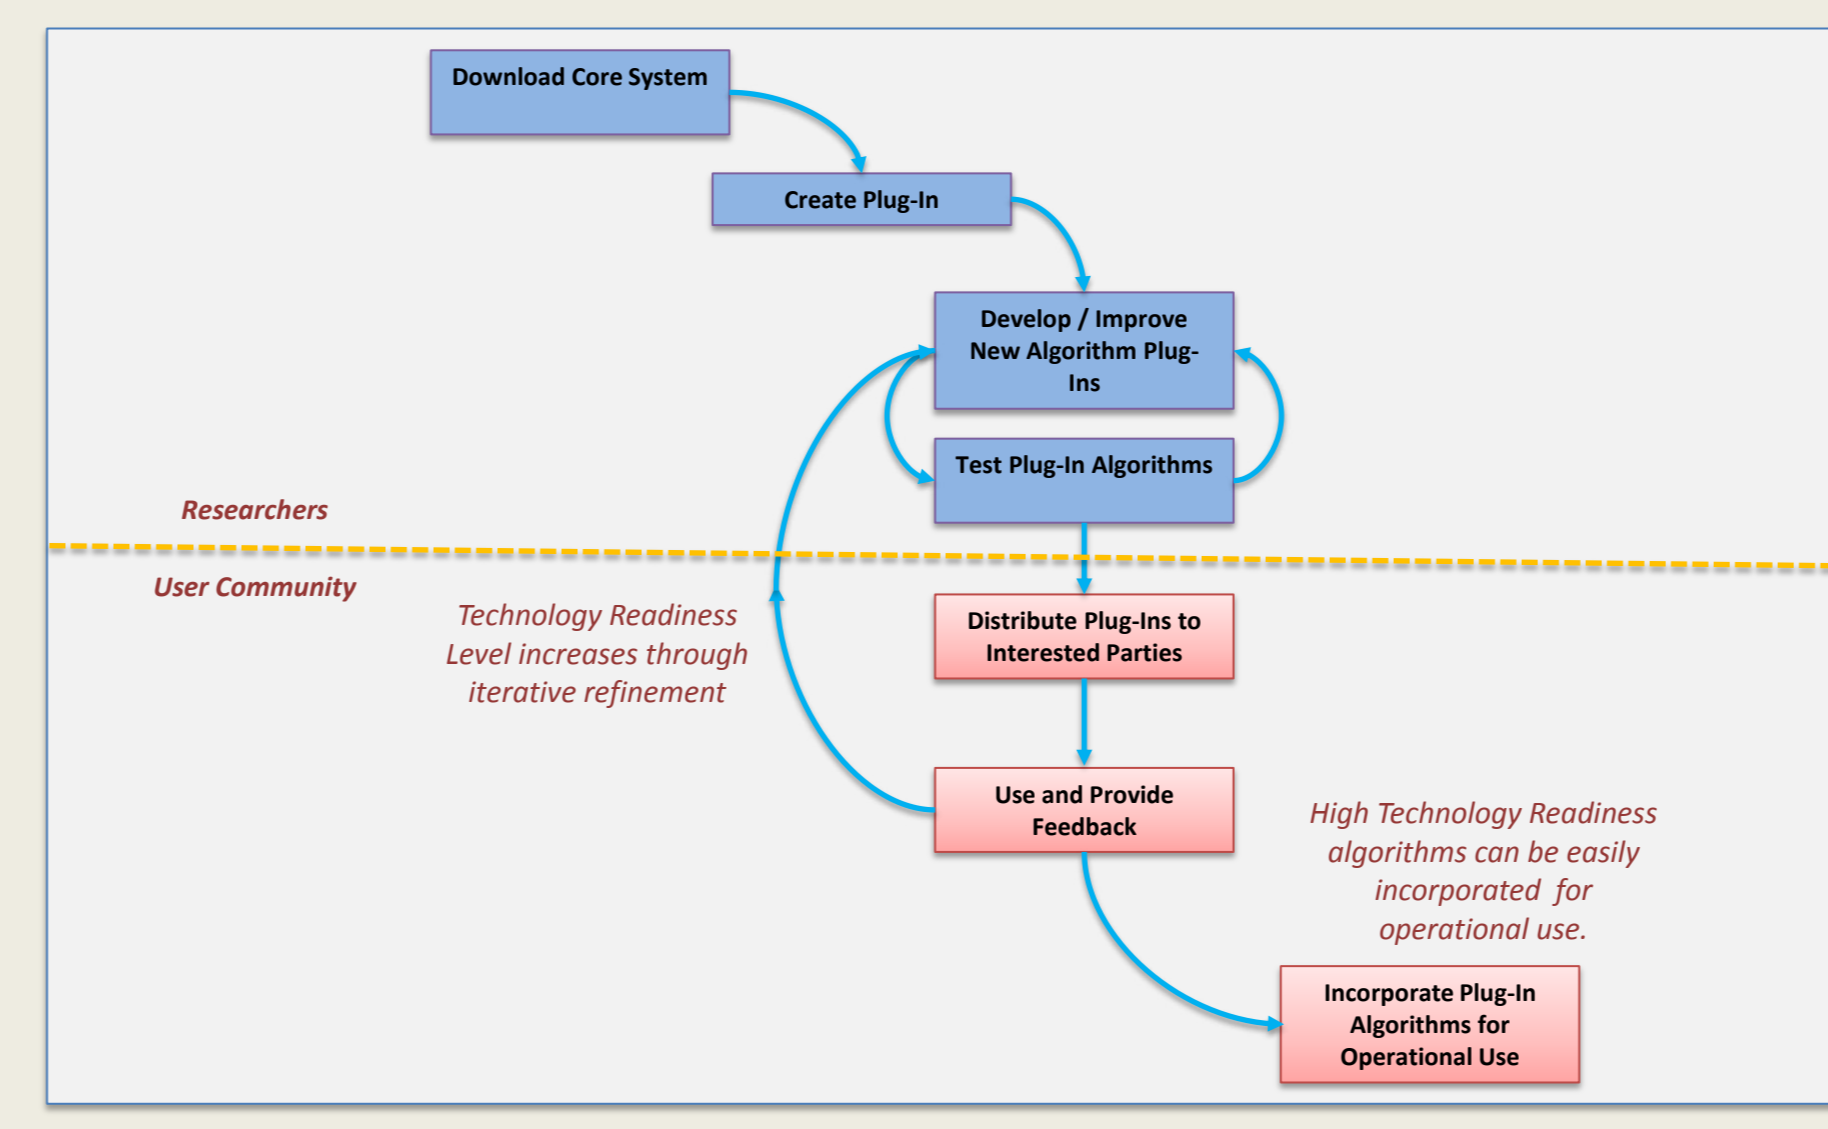 Download Core System
Create Plug-In
Develop / Improve
New Algorithm Plug-
Ins
Test Plug-In Algorithms
Researchers
User Community
Technology Readiness
Level increases through
iterative refinement
Distribute Plug-Ins to
Interested Parties
Use and Provide
Feedback
High Technology Readiness
algorithms can be easily
incorporated for
operational use.
Incorporate Plug-In
Algorithms for
Operational Use